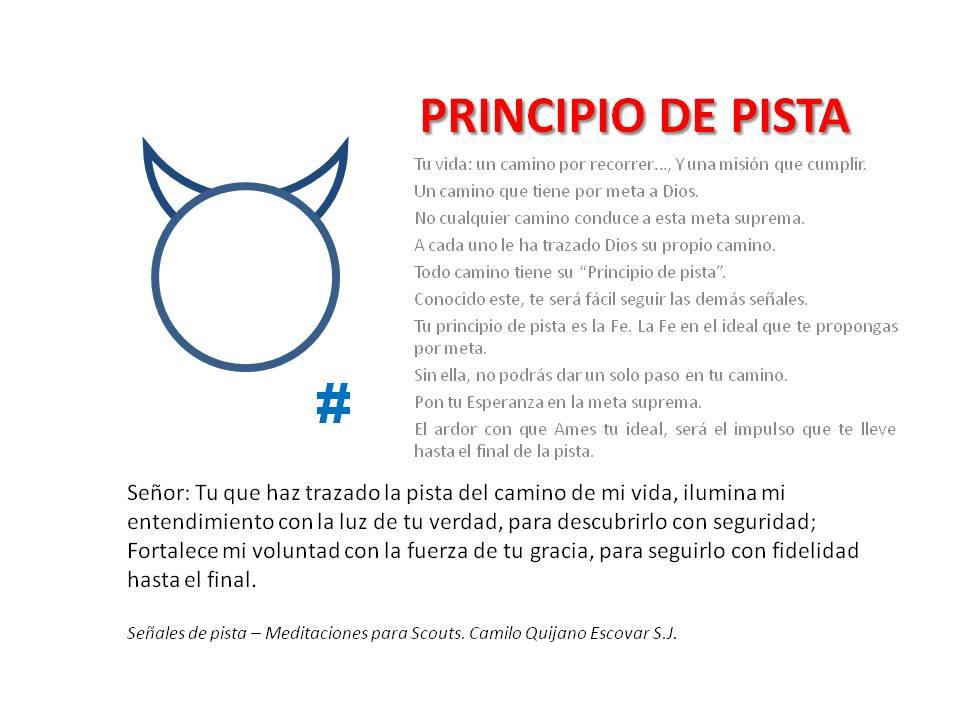 PRINCIPIO DE PISTA
Tu vida: un camino por recorrer..., Y una misión que cumplir.
Un camino que tiene por meta a Dios.
No cualquier camino conduce a esta meta suprema.
A cada uno le ha trazado Dios su propio camino.
Todo camino tiene su “Principio de pista”.
Conocido este, te será fácil seguir las demás señales.
Tu principio de pista es la Fe. La Fe en el ideal que te propongas
por meta.
Sin ella, no podrás dar un solo paso en tu camino.
Pon tu Esperanza en la meta suprema.
El ardor con que Ames tu ideal, será el impulso que te lleve
hasta el final de la pista.
#
Señor: Tu que haz trazado la pista del camino de mi vida, ilumina mi
entendimiento con la luz de tu verdad, para descubrirlo con seguridad;
Fortalece mi voluntad con la fuerza de tu gracia, para seguirlo con fidelidad
hasta el final.
Señales de pista – Meditaciones para Scouts. Camilo Quijano Escovar S.J.